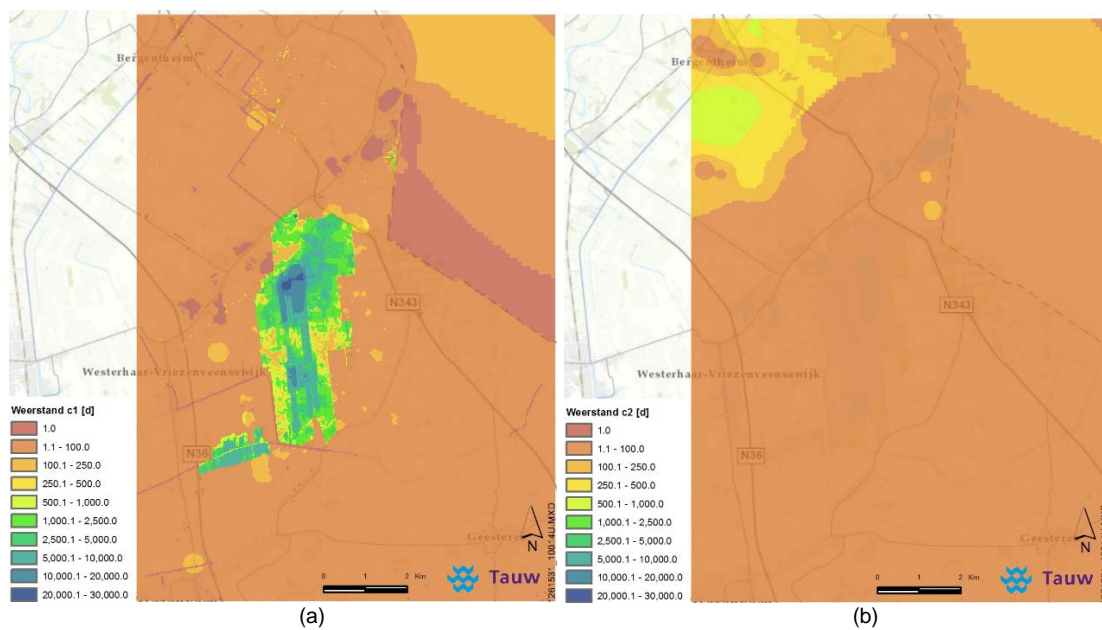 Bergentheim
N343
Westerhaar-Vriezenveensewijk
N36
Geesteren
Weerstand c1 [d]
1.0
1.1 - 100.0
100.1 - 250.0
250.1 - 500.0
500.1 - 1,000.0
1,000.1 - 2,500.0
2,500.1 - 5,000.0
5,000.1 - 10,000.0
10,000.1 - 20,000.0
20,000.1 - 30,000.0
0 1 2 Km
N
Tauw
(a)
Bergentheim
N343
Westerhaar-Vriezenveensewijk
N36
Geesteren
Weerstand c2 [d]
1.0
1.1 - 100.0
100.1 - 250.0
250.1 - 500.0
500.1 - 1,000.0
1,000.1 - 2,500.0
2,500.1 - 5,000.0
5,000.1 - 10,000.0
10,000.1 - 20,000.0
20,000.1 - 30,000.0
0 1 2 Km
N
Tauw
(b)